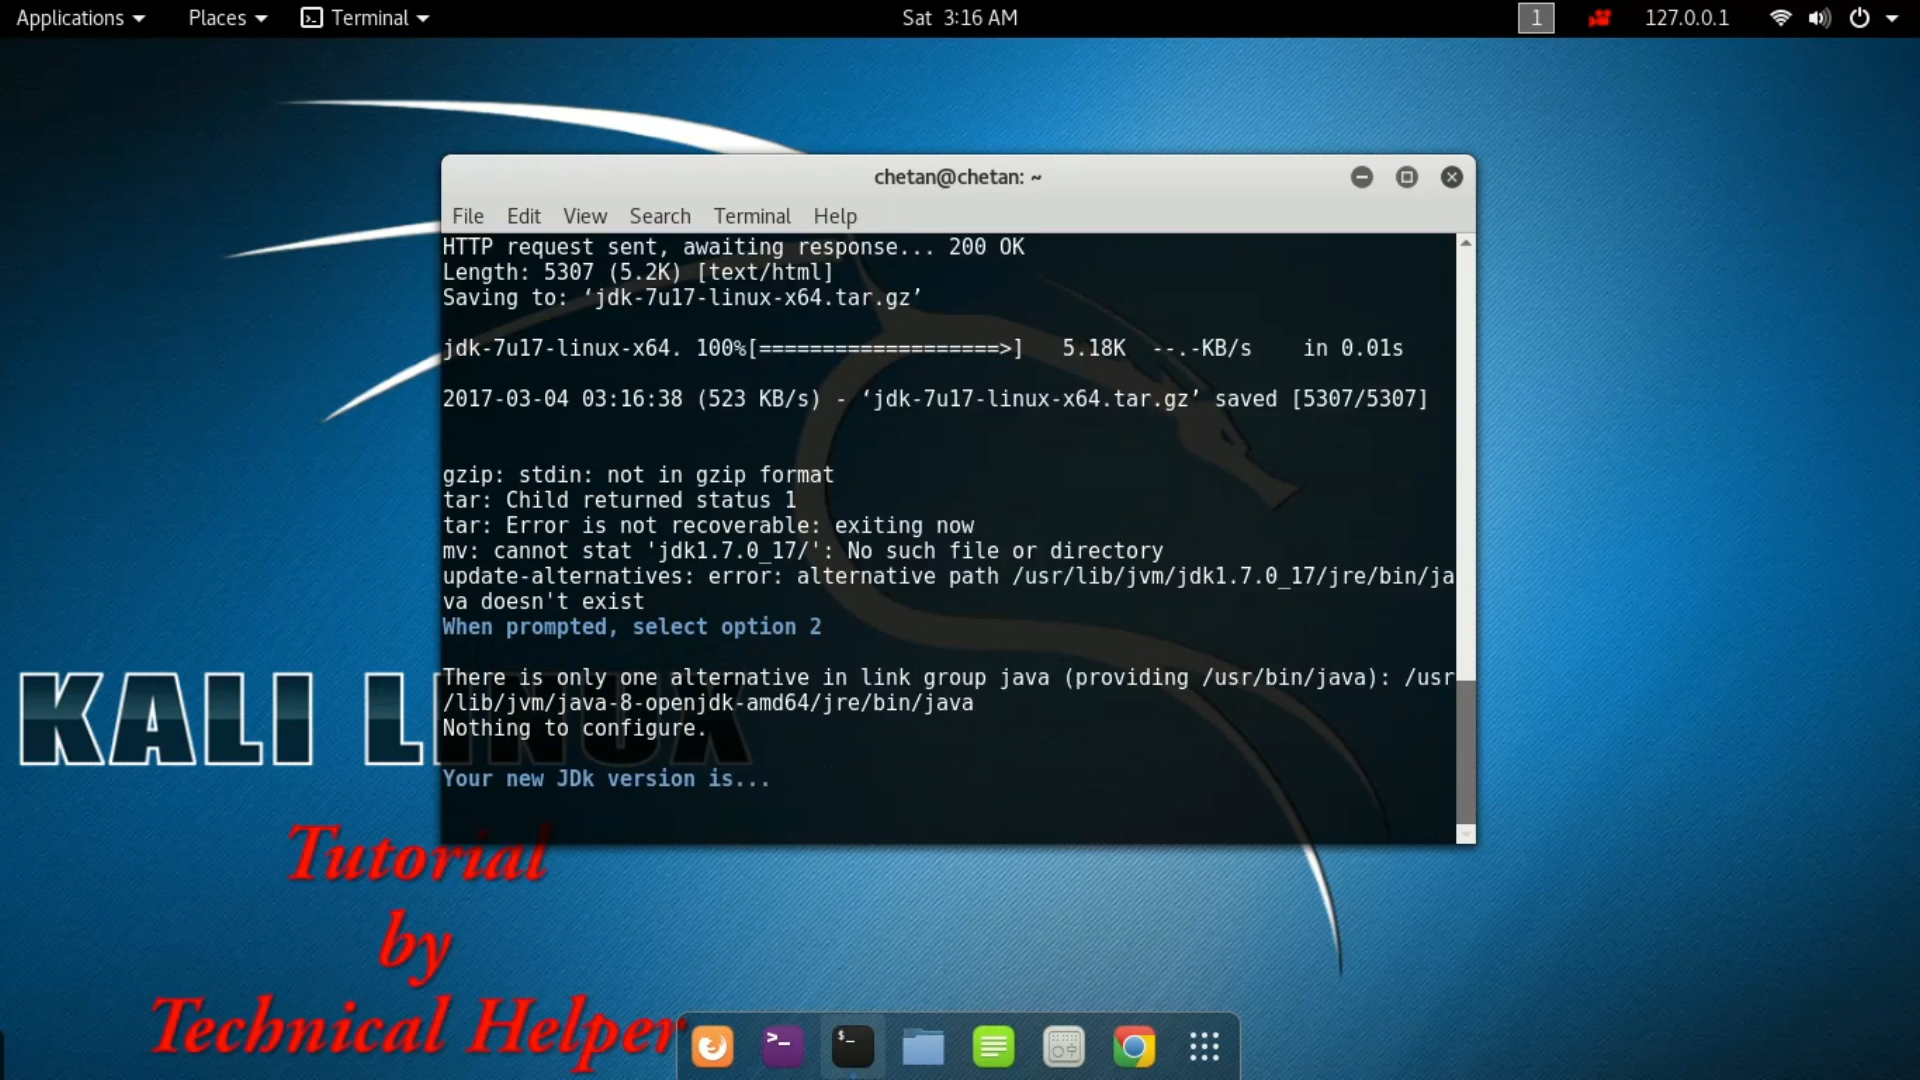 Applications Places Terminal Sat 3:16 AM 1 127.0.0.1
chetan@chetan: ~
File Edit View Search Terminal Help
HTTP request sent, awaiting response... 200 OK
Length: 5307 (5.2K) [text/html]
Saving to: ‘jdk-7u17-linux-x64.tar.gz’
jdk-7u17-linux-x64. 100%[===================>] 5.18K --.-KB/s in 0.01s
2017-03-04 03:16:38 (523 KB/s) - ‘jdk-7u17-linux-x64.tar.gz’ saved [5307/5307]
gzip: stdin: not in gzip format
tar: Child returned status 1
tar: Error is not recoverable: exiting now
mv: cannot stat 'jdk1.7.0_17/': No such file or directory
update-alternatives: error: alternative path /usr/lib/jvm/jdk1.7.0_17/jre/bin/ja
va doesn't exist
When prompted, select option 2
There is only one alternative in link group java (providing /usr/bin/java): /usr
/lib/jvm/java-8-openjdk-amd64/jre/bin/java
Nothing to configure.
Your new JDk version is...
KALI LINUX
Tutorial
by
Technical Helper